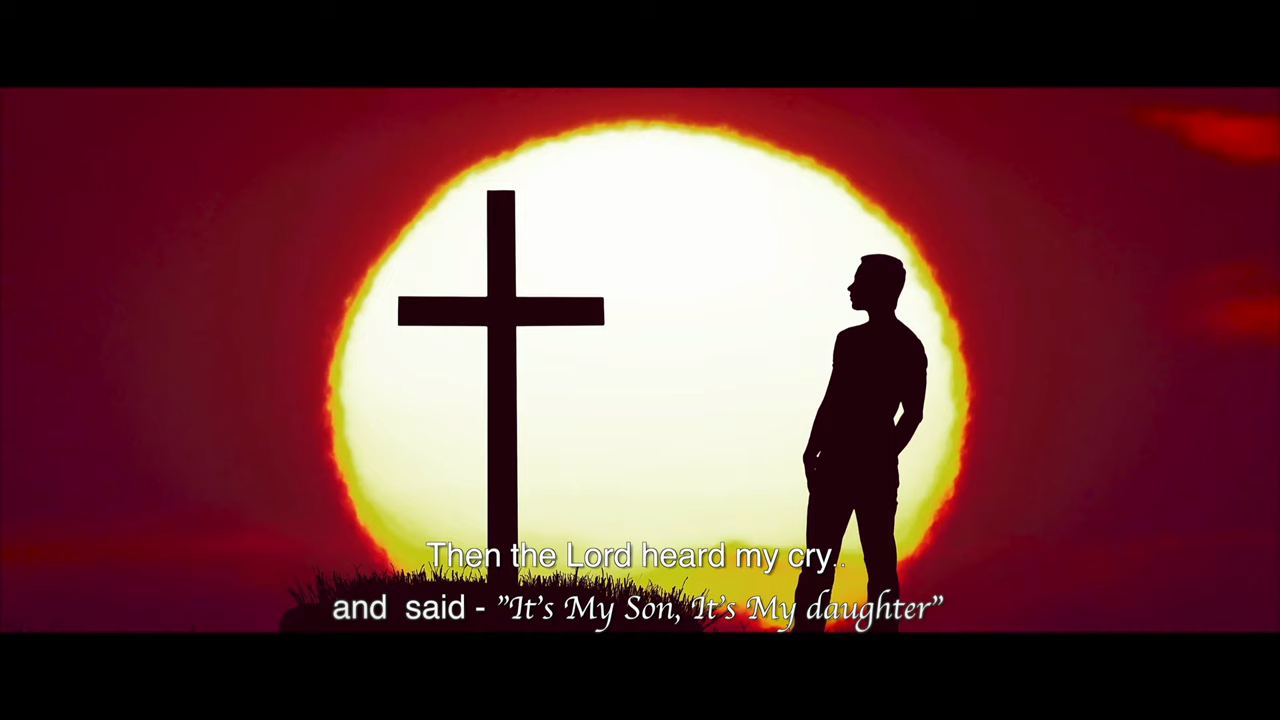 Then the Lord heard my cry..
and said - "It's My Son, It's My daughter"